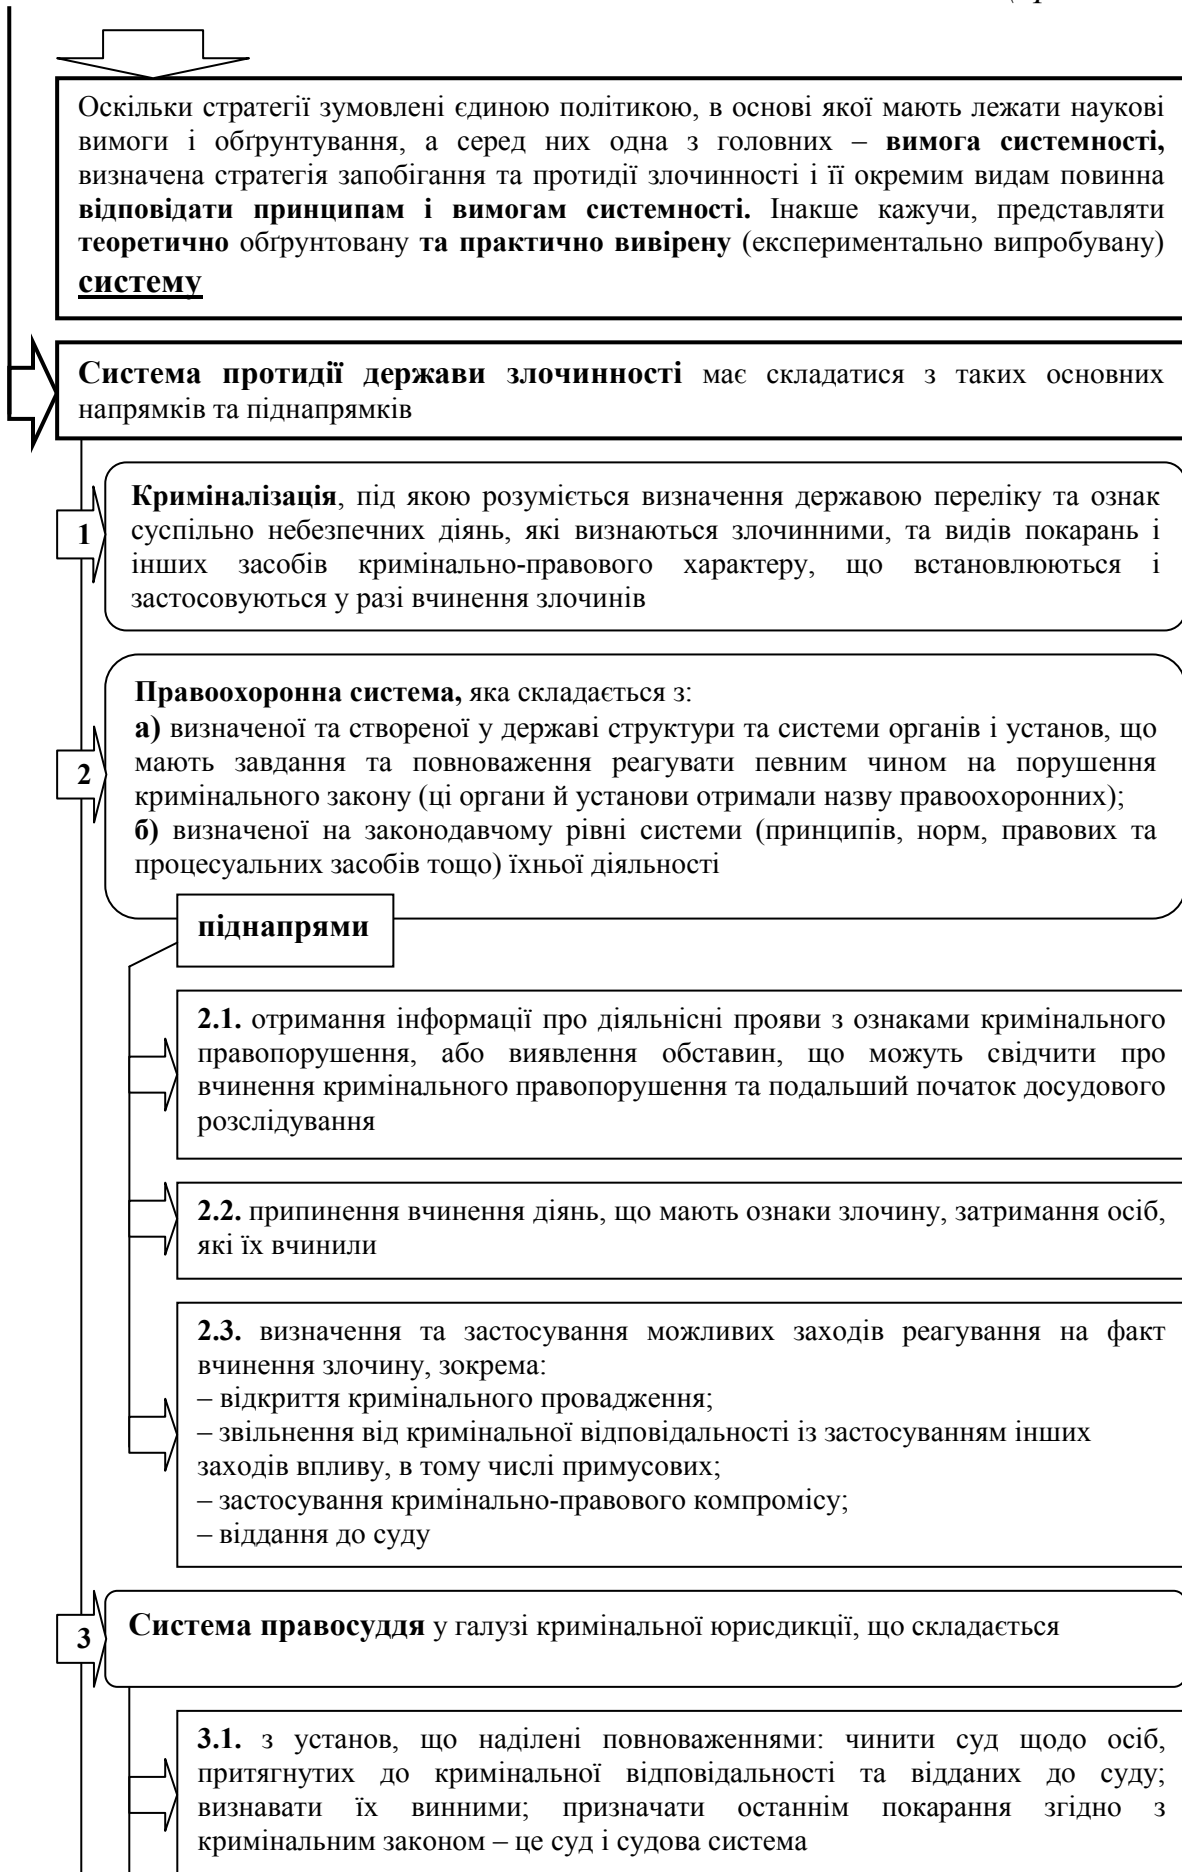 Оскільки стратегії зумовлені єдиною політикою, в основі якої мають лежати наукові
вимоги і обґрунтування, а серед них одна з головних – вимога системності,
визначена стратегія запобігання та протидії злочинності і її окремим видам повинна
відповідати принципам і вимогам системності. Інакше кажучи, представляти
теоретично обґрунтовану та практично вивірену (експериментально випробувану)
систему
Система протидії держави злочинності має складатися з таких основних
напрямків та піднапрямків
1
Криміналізація, під якою розуміється визначення державою переліку та ознак
суспільно небезпечних діянь, які визнаються злочинними, та видів покарань і
інших засобів кримінально-правового характеру, що встановлюються і
застосовуються у разі вчинення злочинів
2
Правоохоронна система, яка складається з:
а) визначеної та створеної у державі структури та системи органів і установ, що
мають завдання та повноваження реагувати певним чином на порушення
кримінального закону (ці органи й установи отримали назву правоохоронних);
б) визначеної на законодавчому рівні системи (принципів, норм, правових та
процесуальних засобів тощо) їхньої діяльності
піднапрями
2.1. отримання інформації про діяльнісні прояви з ознаками кримінального
правопорушення, або виявлення обставин, що можуть свідчити про
вчинення кримінального правопорушення та подальший початок досудового
розслідування
2.2. припинення вчинення діянь, що мають ознаки злочину, затримання осіб,
які їх вчинили
2.3. визначення та застосування можливих заходів реагування на факт
вчинення злочину, зокрема:
– відкриття кримінального провадження;
– звільнення від кримінальної відповідальності із застосуванням інших
заходів впливу, в тому числі примусових;
– застосування кримінально-правового компромісу;
– віддання до суду
3
Система правосуддя у галузі кримінальної юрисдикції, що складається
3.1. з установ, що наділені повноваженнями: чинити суд щодо осіб,
притягнутих до кримінальної відповідальності та відданих до суду;
визнавати їх винними; призначати останнім покарання згідно з
кримінальним законом – це суд і судова система